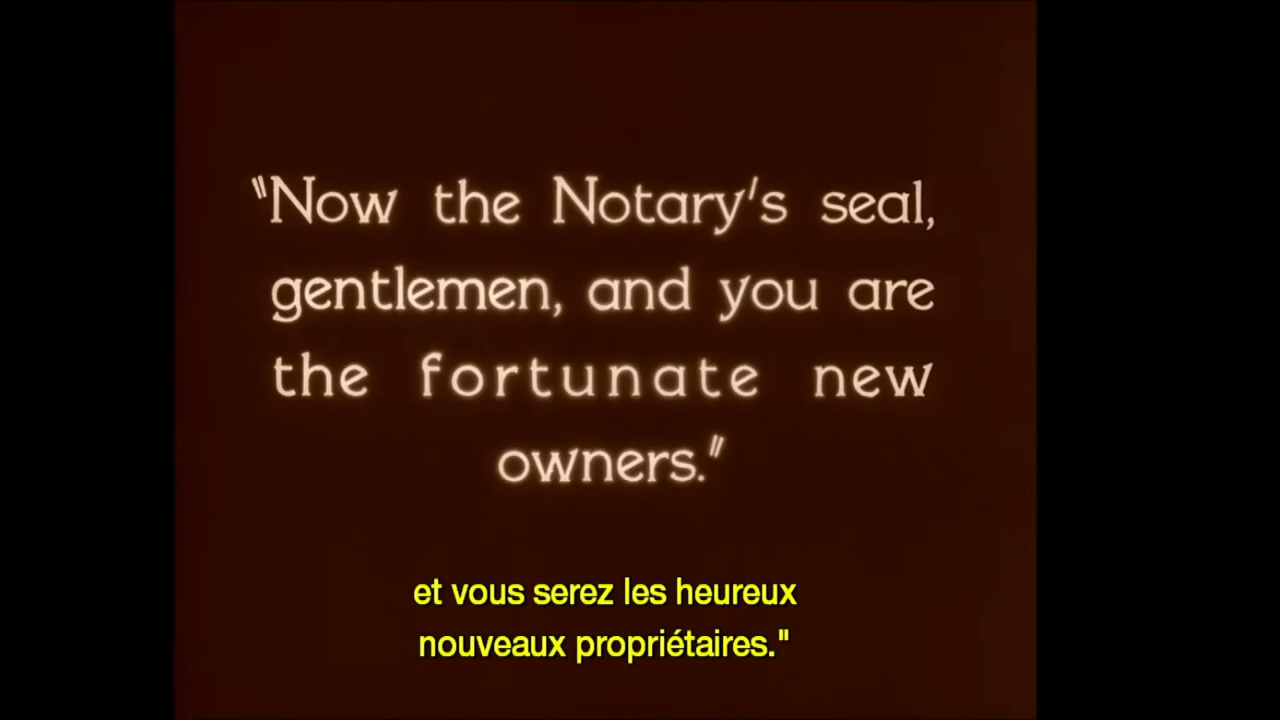 "Now the Notary's seal,
gentlemen, and you are
the fortunate new
owners."
et vous serez les heureux
nouveaux propriétaires."